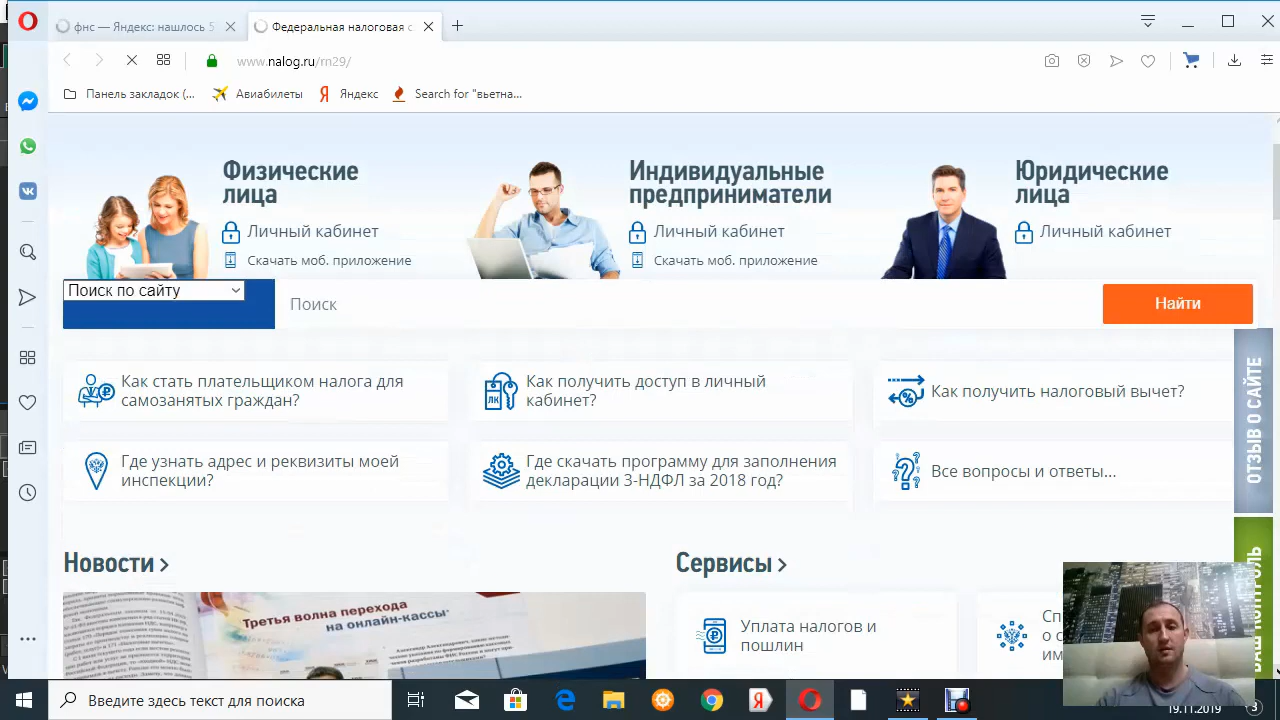 фнс — Яндекс: нашлось 5
Федеральная налоговая с
www.nalog.ru/rn29/
Панель закладок (...
Авиабилеты
Яндекс
Search for "вьетна...
Физические
лица
Личный кабинет
Скачать моб. приложение
Индивидуальные
предприниматели
Личный кабинет
Скачать моб. приложение
Юридические
лица
Личный кабинет
Поиск по сайту
Поиск
Найти
Как стать плательщиком налога для
самозанятых граждан?
Как получить доступ в личный
кабинет?
Как получить налоговый вычет?
Где узнать адрес и реквизиты моей
инспекции?
Где скачать программу для заполнения
декларации 3-НДФЛ за 2018 год?
Все вопросы и ответы...
ОТЗЫВ О САЙТЕ
Новости >
Сервисы >
Третья волна перехода
на онлайн-кассы
Уплата налогов и
пошлин
Сп
о с
им
Введите здесь текст для поиска
19.11.2019
3